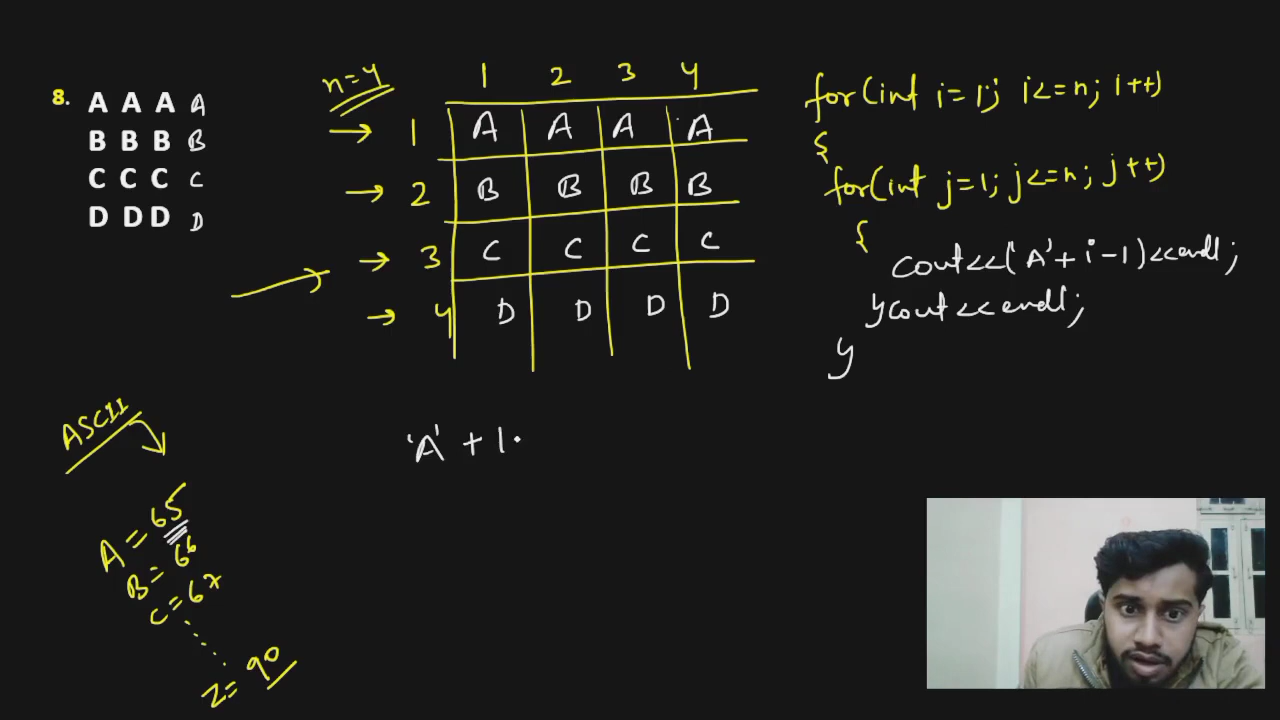 8. A A A A
B B B B
C C C C
D D D D
n=4
1 2 3 4
1 A A A A
2 B B B B
3 C C C C
4 D D D D
for(int i=1; i<=n; i++)
{
for(int j=1; j<=n; j++)
{
cout<<('A'+i-1)<<endl;
}cout<<endl;
}
ASCII
A=65
B=66
C=67
Z=90
'A'+1